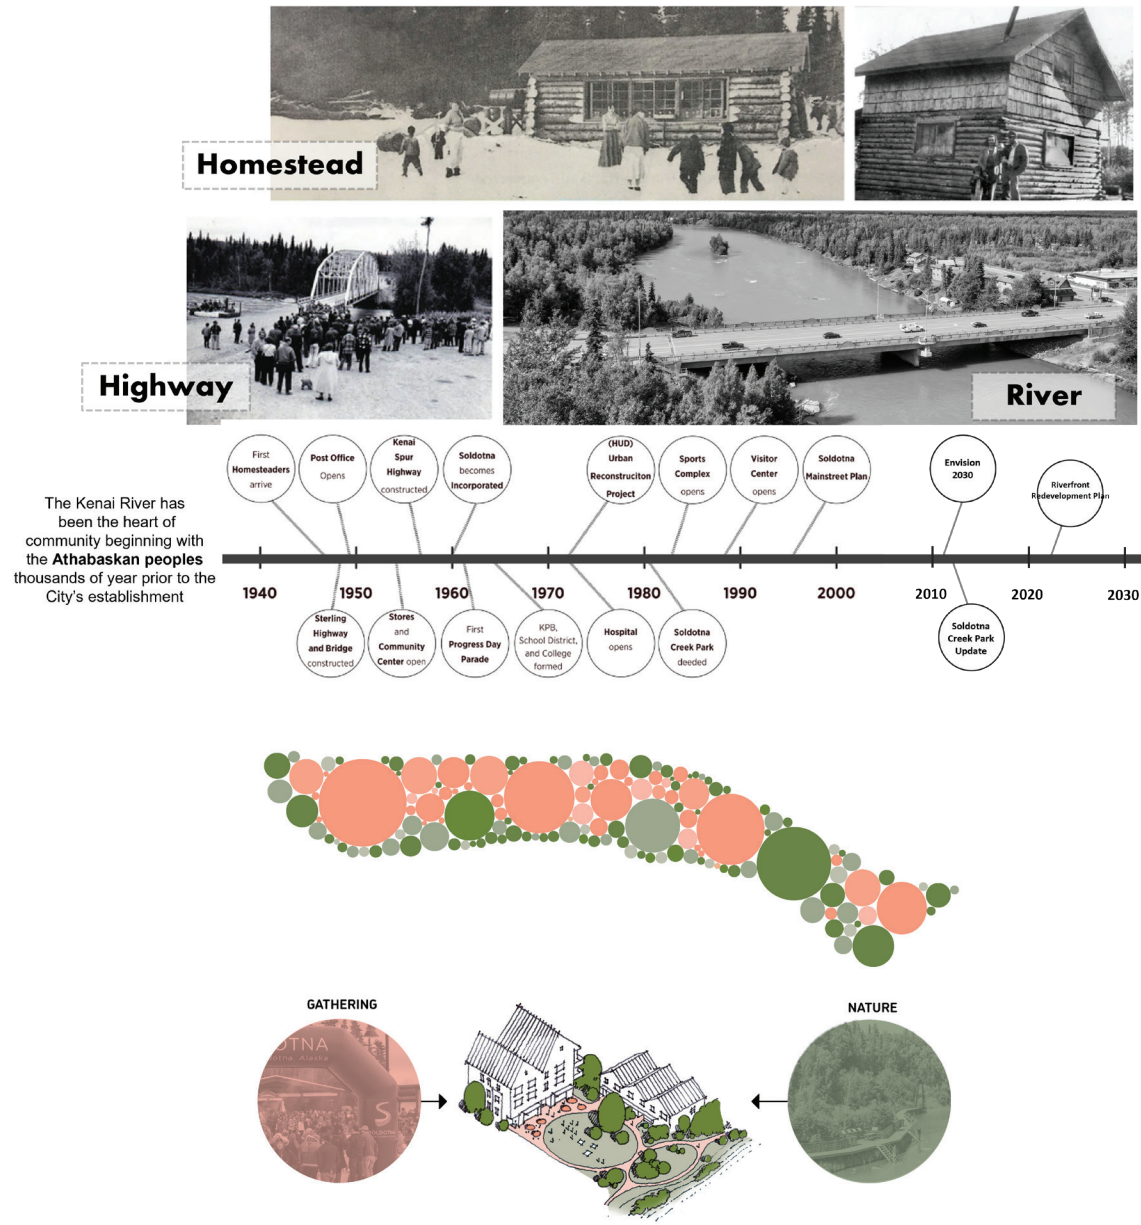 Homestead
Highway
River
First
Homesteaders
arrive
Post Office
Opens
Kenai
Spur
Highway
constructed
Soldotna
becomes
Incorporated
(HUD)
Urban
Reconstruciton
Project
Sports
Complex
opens
Visitor
Center
opens
Soldotna
Mainstreet Plan
Envision
2030
Riverfront
Redevelopment Plan
The Kenai River has
been the heart of
community beginning with
the Athabaskan peoples
thousands of year prior to the
City's establishment
1940 1950 1960 1970 1980 1990 2000 2010 2020 2030
Sterling
Highway
and Bridge
constructed
Stores
and
Community
Center open
First
Progress Day
Parade
KPB,
School District,
and College
formed
Hospital
opens
Soldotna
Creek Park
deeded
Soldotna
Creek Park
Update
GATHERING
NATURE
OTNA
otna, Alaska
S